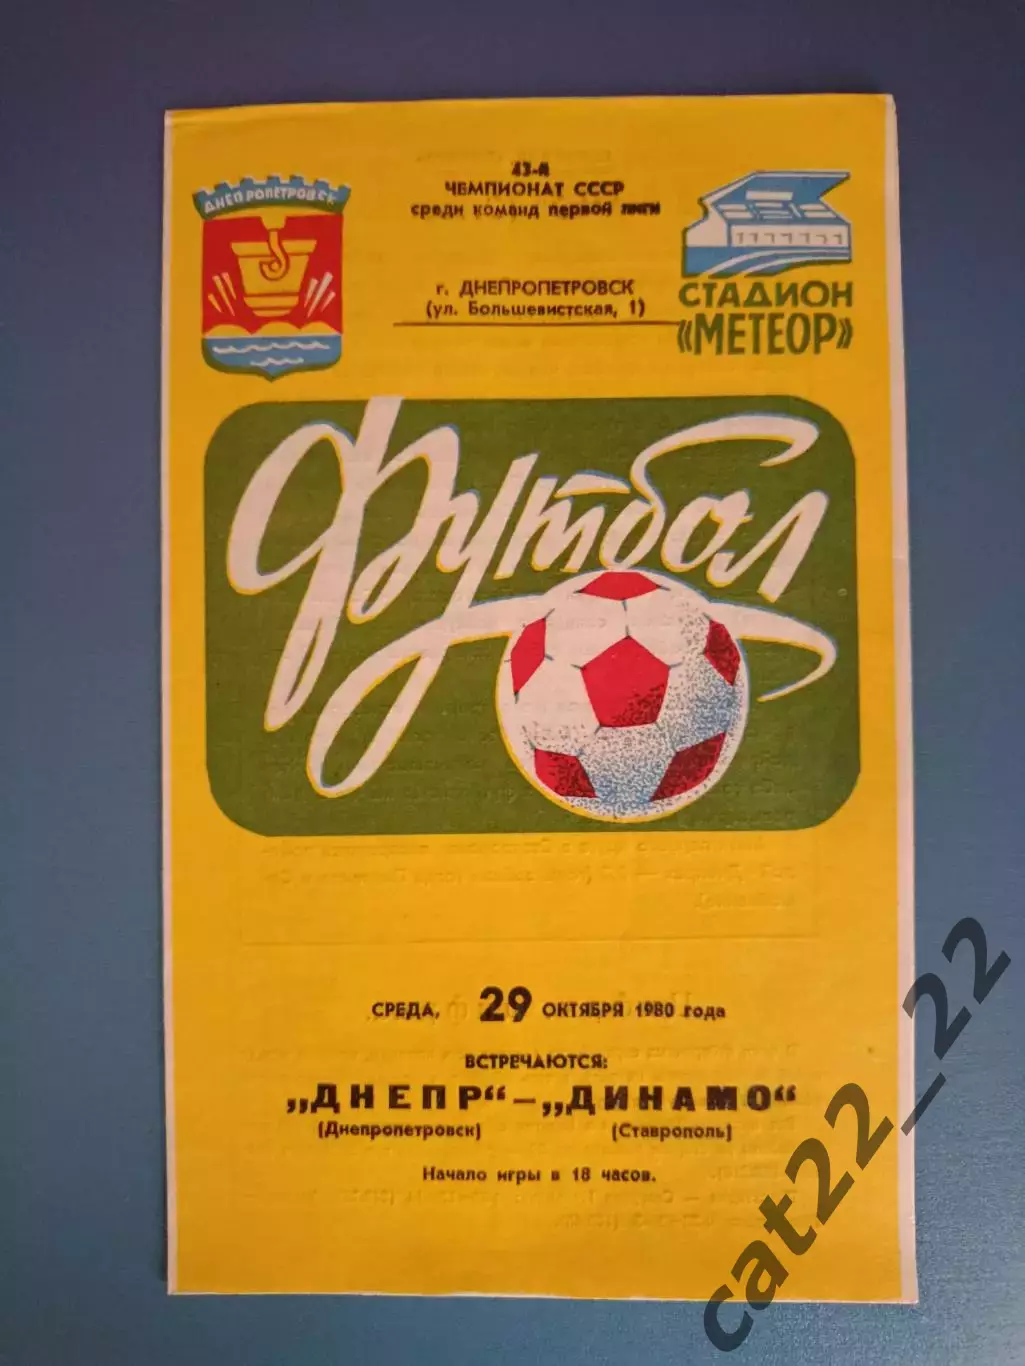 ДНЕПРОПЕТРОВСК
43-й
ЧЕМПИОНАТ СССР
среди команд первой лиги
г. ДНЕПРОПЕТРОВСК
(ул. Большевистская, 1)
СТАДИОН
«МЕТЕОР»
Футбол
СРЕДА, 29 ОКТЯБРЯ 1980 года
ВСТРЕЧАЮТСЯ:
„ДНЕПР“ – „ДИНАМО“
(Днепропетровск) (Ставрополь)
Начало игры в 18 часов.
cat22_22